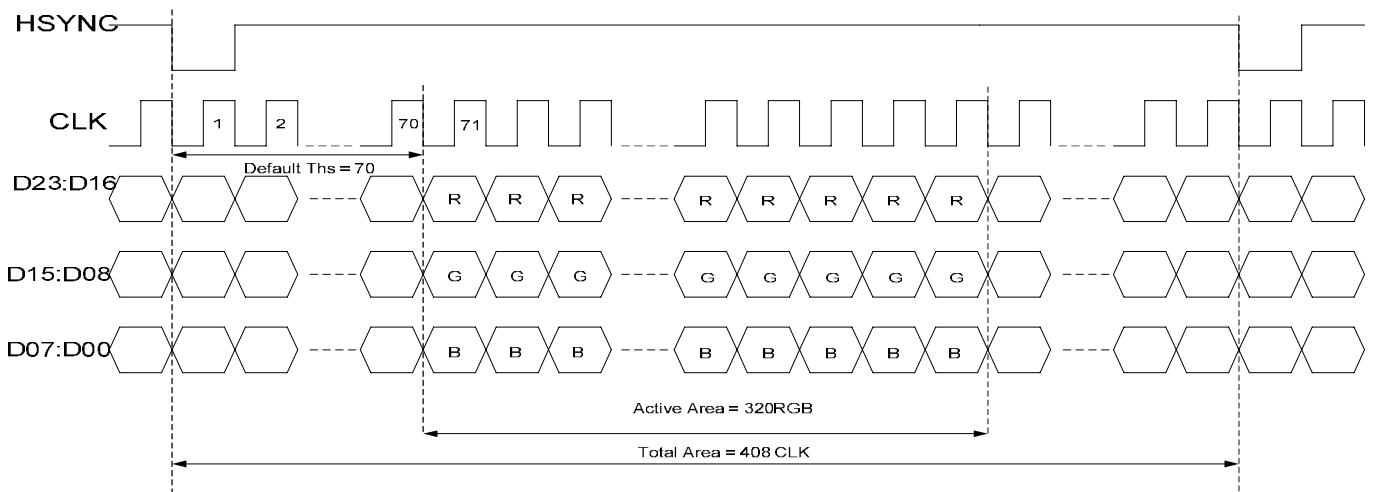 HSYNC
CLK 1 2 70 71
Default Ths = 70
D23:D16 R R R R R R R R
D15:D08 G G G G G G G G
D07:D00 B B B B B B B B
Active Area = 320RGB
Total Area = 408 CLK